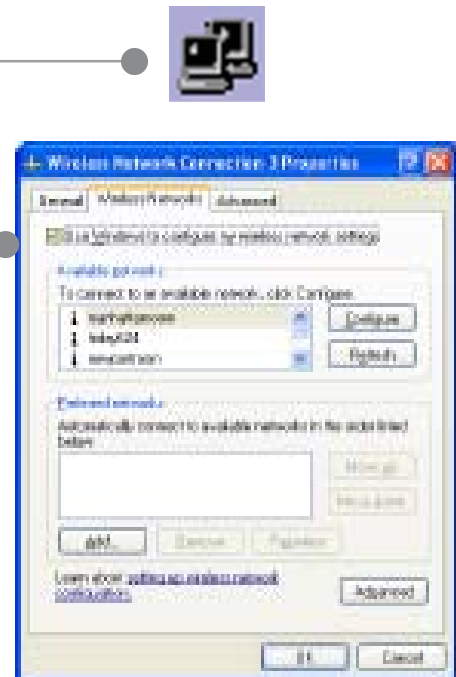 Wireless Network Connection 3 Properties
General Wireless Networks Advanced
Use Windows to configure my wireless network settings
Available networks
To connect to an available network, click Configure.
Configure
Refresh
Preferred networks
Automatically connect to available networks in the order listed
below:
Move up
Move down
Add... Remove Properties
Learn about setting up wireless network
configuration.
Advanced
OK Cancel